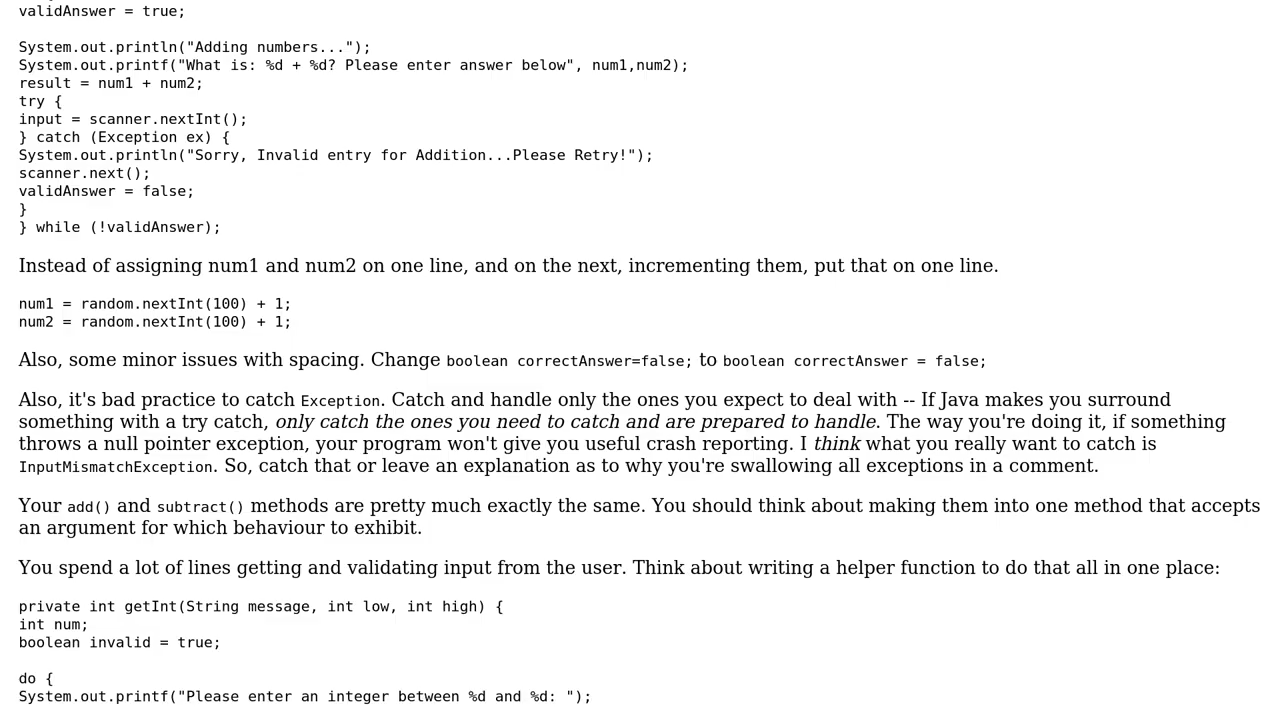 validAnswer = true;
System.out.println("Adding numbers...");
System.out.printf("What is: %d + %d? Please enter answer below", num1,num2);
result = num1 + num2;
try {
input = scanner.nextInt();
} catch (Exception ex) {
System.out.println("Sorry, Invalid entry for Addition...Please Retry!");
scanner.next();
validAnswer = false;
}
} while (!validAnswer);
Instead of assigning num1 and num2 on one line, and on the next, incrementing them, put that on one line.
num1 = random.nextInt(100) + 1;
num2 = random.nextInt(100) + 1;
Also, some minor issues with spacing. Change boolean correctAnswer=false; to boolean correctAnswer = false;
Also, it's bad practice to catch Exception. Catch and handle only the ones you expect to deal with -- If Java makes you surround
something with a try catch, only catch the ones you need to catch and are prepared to handle. The way you're doing it, if something
throws a null pointer exception, your program won't give you useful crash reporting. I think what you really want to catch is
InputMismatchException. So, catch that or leave an explanation as to why you're swallowing all exceptions in a comment.
Your add() and subtract() methods are pretty much exactly the same. You should think about making them into one method that accepts
an argument for which behaviour to exhibit.
You spend a lot of lines getting and validating input from the user. Think about writing a helper function to do that all in one place:
private int getInt(String message, int low, int high) {
int num;
boolean invalid = true;
do {
System.out.printf("Please enter an integer between %d and %d: ");